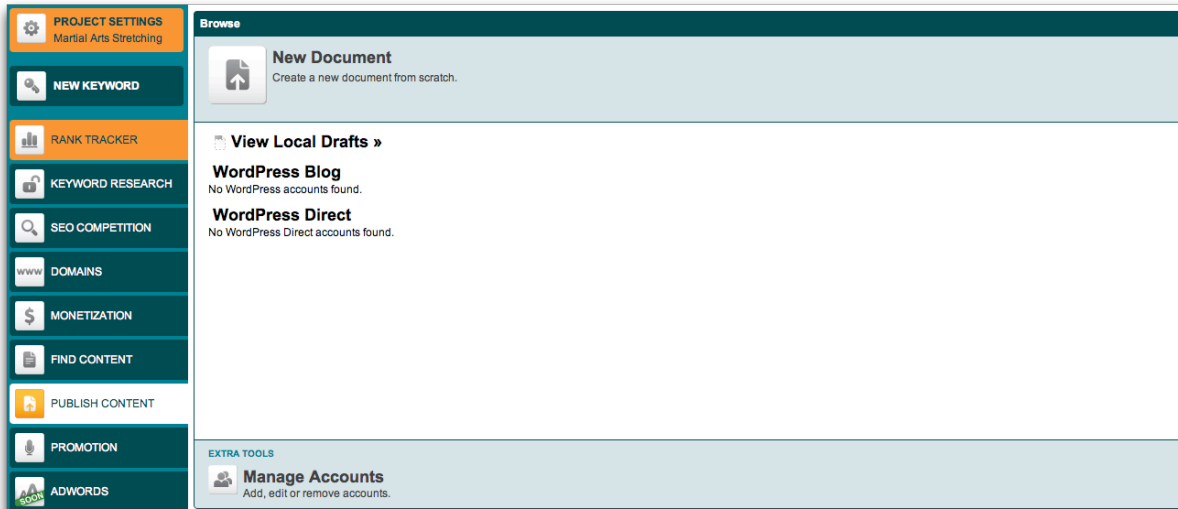 PROJECT SETTINGS
Martial Arts Stretching
NEW KEYWORD
RANK TRACKER
KEYWORD RESEARCH
SEO COMPETITION
www DOMAINS
$ MONETIZATION
FIND CONTENT
PUBLISH CONTENT
PROMOTION
SOON ADWORDS
Browse
New Document
Create a new document from scratch.
View Local Drafts »
WordPress Blog
No WordPress accounts found.
WordPress Direct
No WordPress Direct accounts found.
EXTRA TOOLS
Manage Accounts
Add, edit or remove accounts.